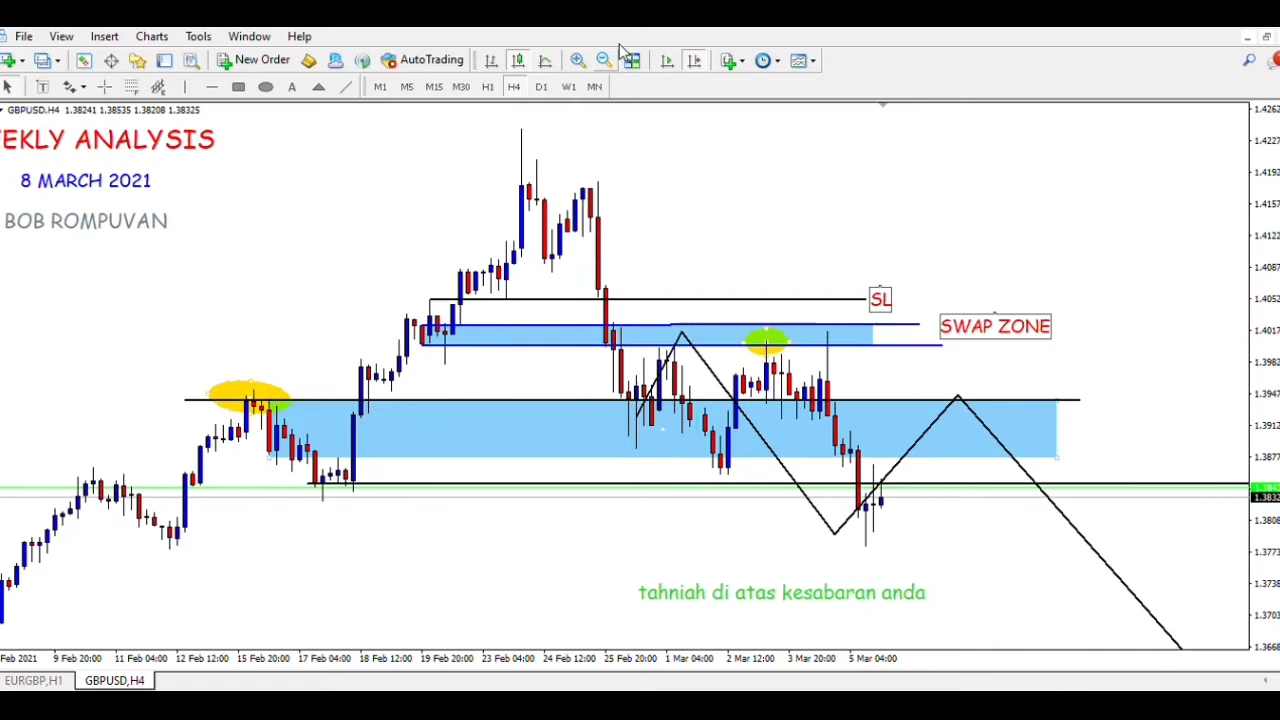 File View Insert Charts Tools Window Help
New Order AutoTrading
A M1 M5 M15 M30 H1 H4 D1 W1 MN
GBPUSD,H4 1.38241 1.38535 1.38208 1.38325
EKLY ANALYSIS
8 MARCH 2021
BOB ROMPUVAN
SL
SWAP ZONE
tahniah di atas kesabaran anda
1.4262
1.4227
1.4192
1.4157
1.4122
1.4087
1.4052
1.4017
1.3982
1.3947
1.3912
1.3877
1.3832
1.3808
1.3773
1.3738
1.3703
1.3668
Feb 2021 9 Feb 20:00 11 Feb 04:00 12 Feb 12:00 15 Feb 20:00 17 Feb 04:00 18 Feb 12:00 19 Feb 20:00 23 Feb 04:00 24 Feb 12:00 25 Feb 20:00 1 Mar 04:00 2 Mar 12:00 3 Mar 20:00 5 Mar 04:00
EURGBP,H1 GBPUSD,H4